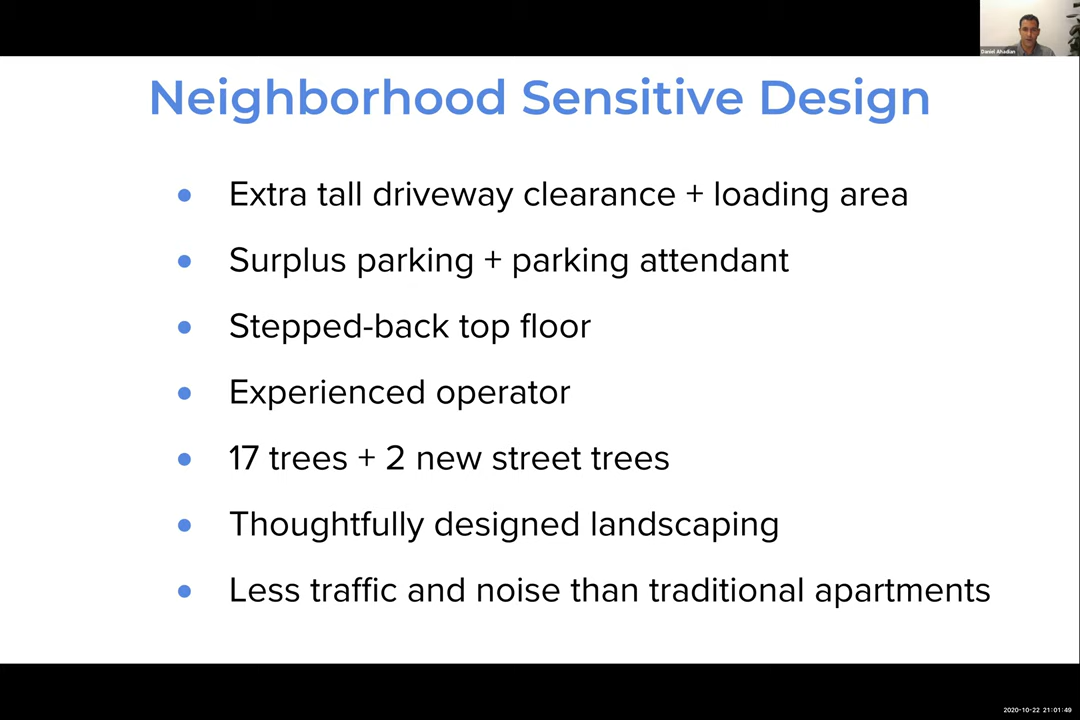 Daniel Ahadian
Neighborhood Sensitive Design
• Extra tall driveway clearance + loading area
• Surplus parking + parking attendant
• Stepped-back top floor
• Experienced operator
• 17 trees + 2 new street trees
• Thoughtfully designed landscaping
• Less traffic and noise than traditional apartments
2020-10-22 21:01:49